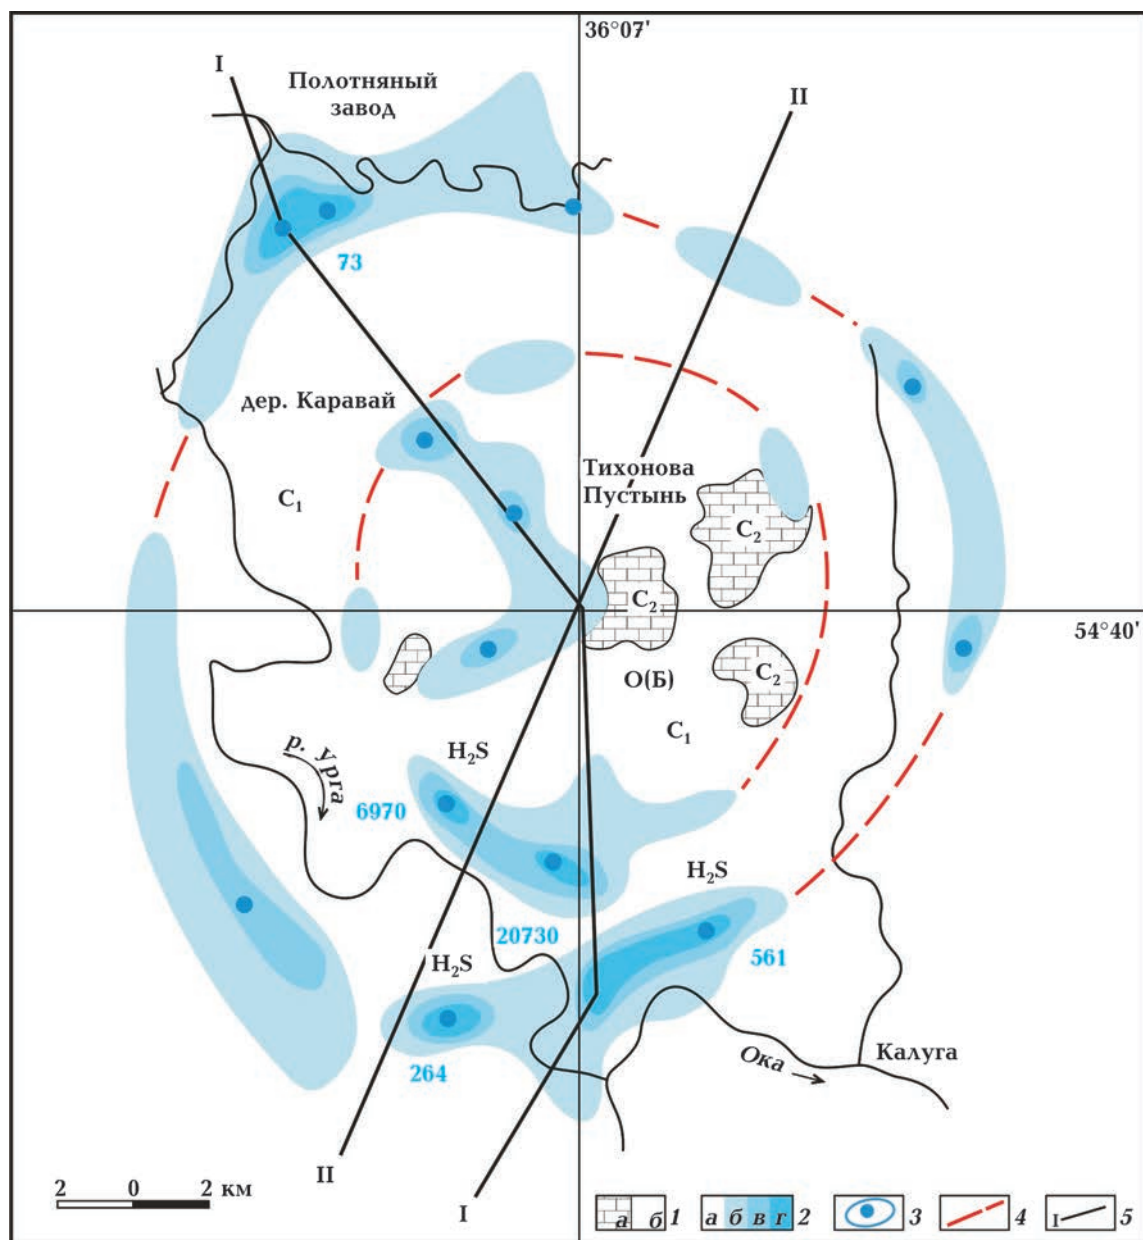 36°07'
I
Полотняный
завод
II
73
дер. Каравай
Тихонова
Пустынь
C₁
C₂
C₂
54°40'
О(Б)
C₂
C₁
H₂S
р. Урга
6970
H₂S
20730
H₂S
561
264
Ока
Калуга
II
I
2 0 2 км
а б 1 а б в г 2 3 4 I 5